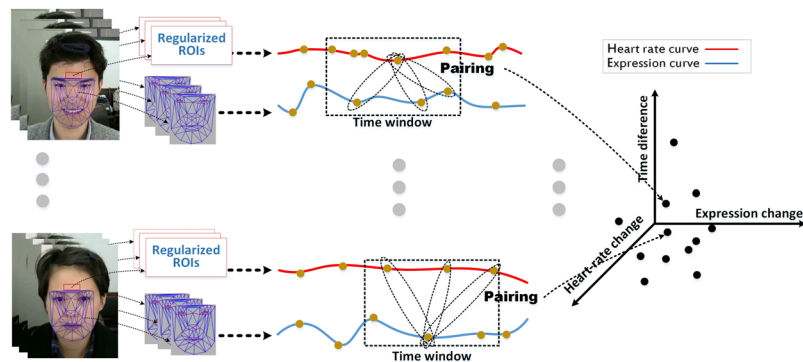 Regularized
ROIs
Pairing
Time window
Heart rate curve
Expression curve
Time difference
Expression change
Heart-rate change
Regularized
ROIs
Pairing
Time window